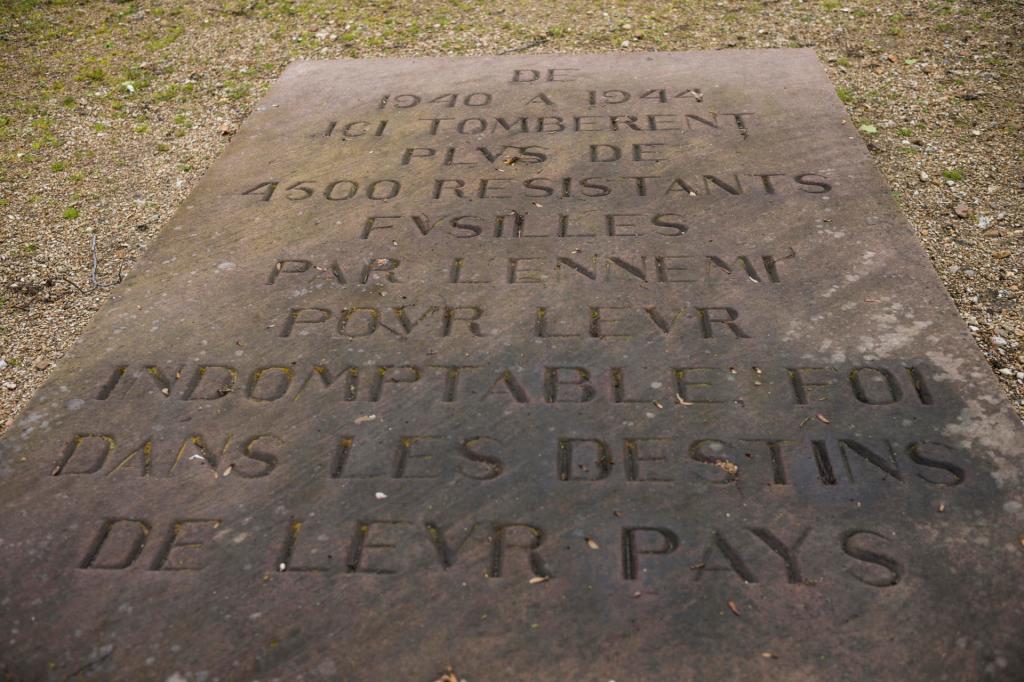 DE
1940 A 1944
ICI TOMBERENT
PLVS DE
4500 RESISTANTS
FVSILLES
PAR L'ENNEMI
POVR LEVR
INDOMPTABLE FOI
DANS LES DESTINS
DE LEVR PAYS